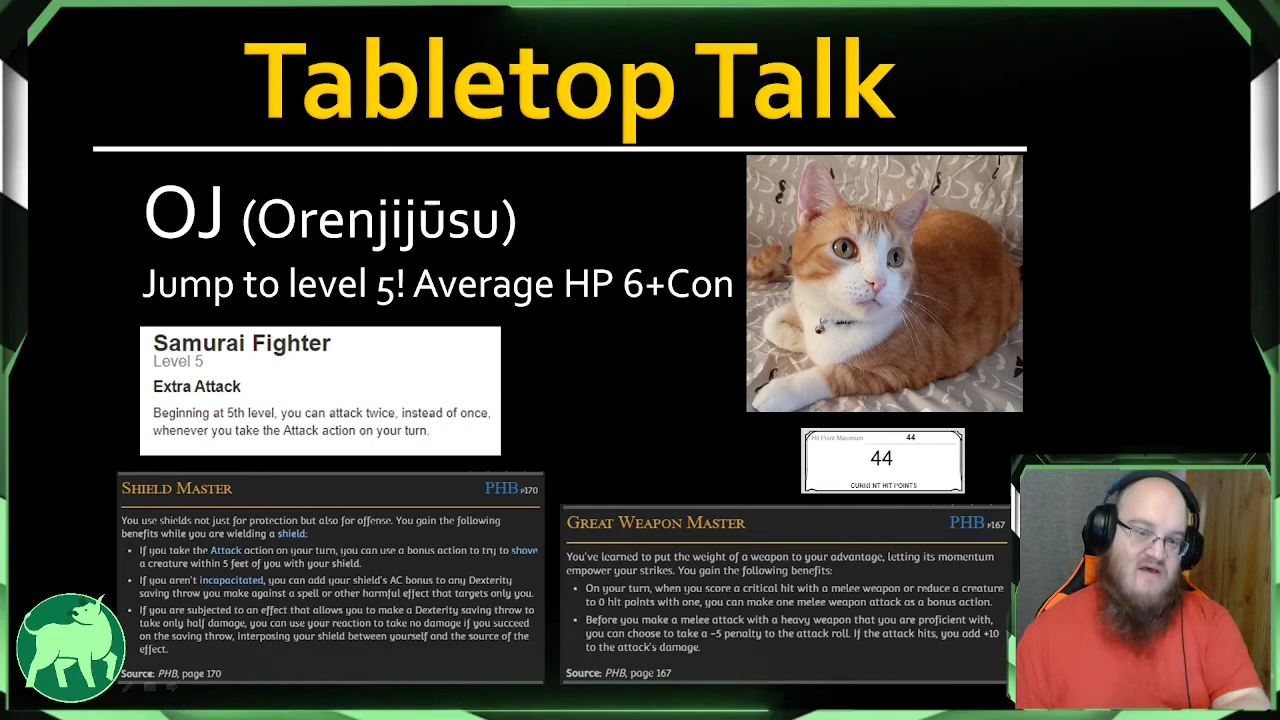 Tabletop Talk
OJ (Orenjijūsu)
Jump to level 5! Average HP 6+Con
Samurai Fighter
Level 5
Extra Attack
Beginning at 5th level, you can attack twice, instead of once,
whenever you take the Attack action on your turn.
Hit Point Maximum 44
44
CURRENT HIT POINTS
SHIELD MASTER PHB p170
You use shields not just for protection but also for offense. You gain the following
benefits while you are wielding a shield:
• If you take the Attack action on your turn, you can use a bonus action to try to shove
a creature within 5 feet of you with your shield.
• If you aren't incapacitated, you can add your shield's AC bonus to any Dexterity
saving throw you make against a spell or other harmful effect that targets only you.
• If you are subjected to an effect that allows you to make a Dexterity saving throw to
take only half damage, you can use your reaction to take no damage if you succeed
on the saving throw, interposing your shield between yourself and the source of the
effect.
Source: PHB, page 170
GREAT WEAPON MASTER PHB p167
You've learned to put the weight of a weapon to your advantage, letting its momentum
empower your strikes. You gain the following benefits:
• On your turn, when you score a critical hit with a melee weapon or reduce a creature
to 0 hit points with one, you can make one melee weapon attack as a bonus action.
• Before you make a melee attack with a heavy weapon that you are proficient with,
you can choose to take a −5 penalty to the attack roll. If the attack hits, you add +10
to the attack's damage.
Source: PHB, page 167